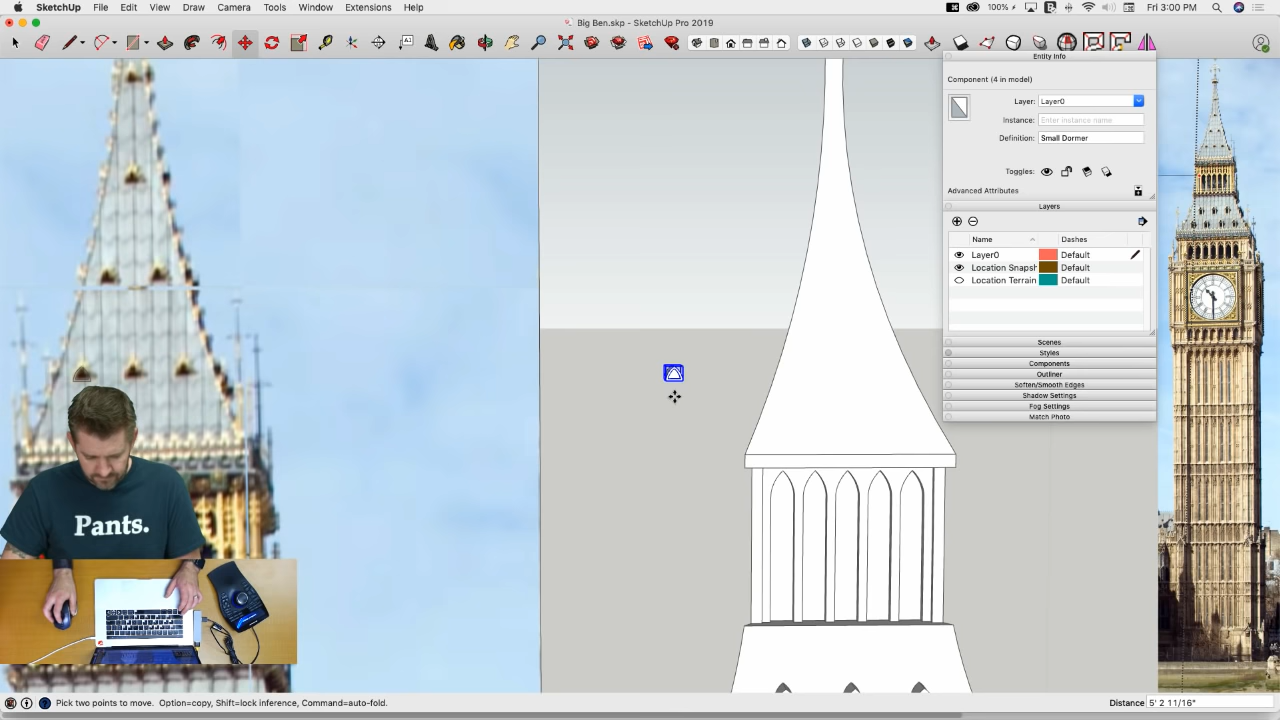 SketchUp File Edit View Draw Camera Tools Window Extensions Help 100% Fri 3:00 PM
Big Ben.skp - SketchUp Pro 2019
Entity Info
Component (4 in model)
Layer: Layer0
Instance: Enter instance name
Definition: Small Dormer
Toggles:
Advanced Attributes
Layers
Name Dashes
Layer0 Default
Location Snapsh Default
Location Terrain Default
Scenes
Styles
Components
Outliner
Soften/Smooth Edges
Shadow Settings
Fog Settings
Match Photo
Pants.
Pick two points to move. Option=copy, Shift=lock inference, Command=auto-fold.
Distance 5' 2 11/16"